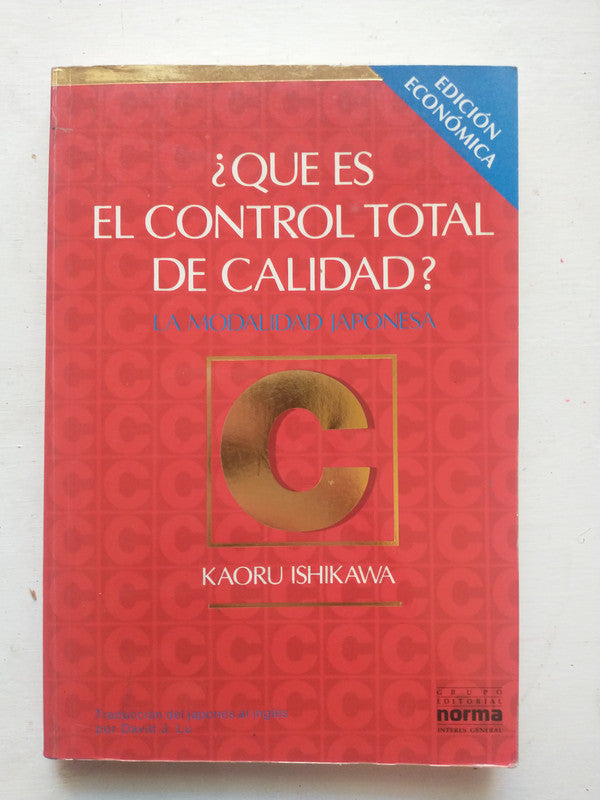 EDICIÓN
ECONÓMICA
¿QUE ES
EL CONTROL TOTAL
DE CALIDAD?
LA MODALIDAD JAPONESA
C
KAORU ISHIKAWA
Traducción del japonés al inglés
por David J. Lu
GRUPO
EDITORIAL
norma
INTERES GENERAL